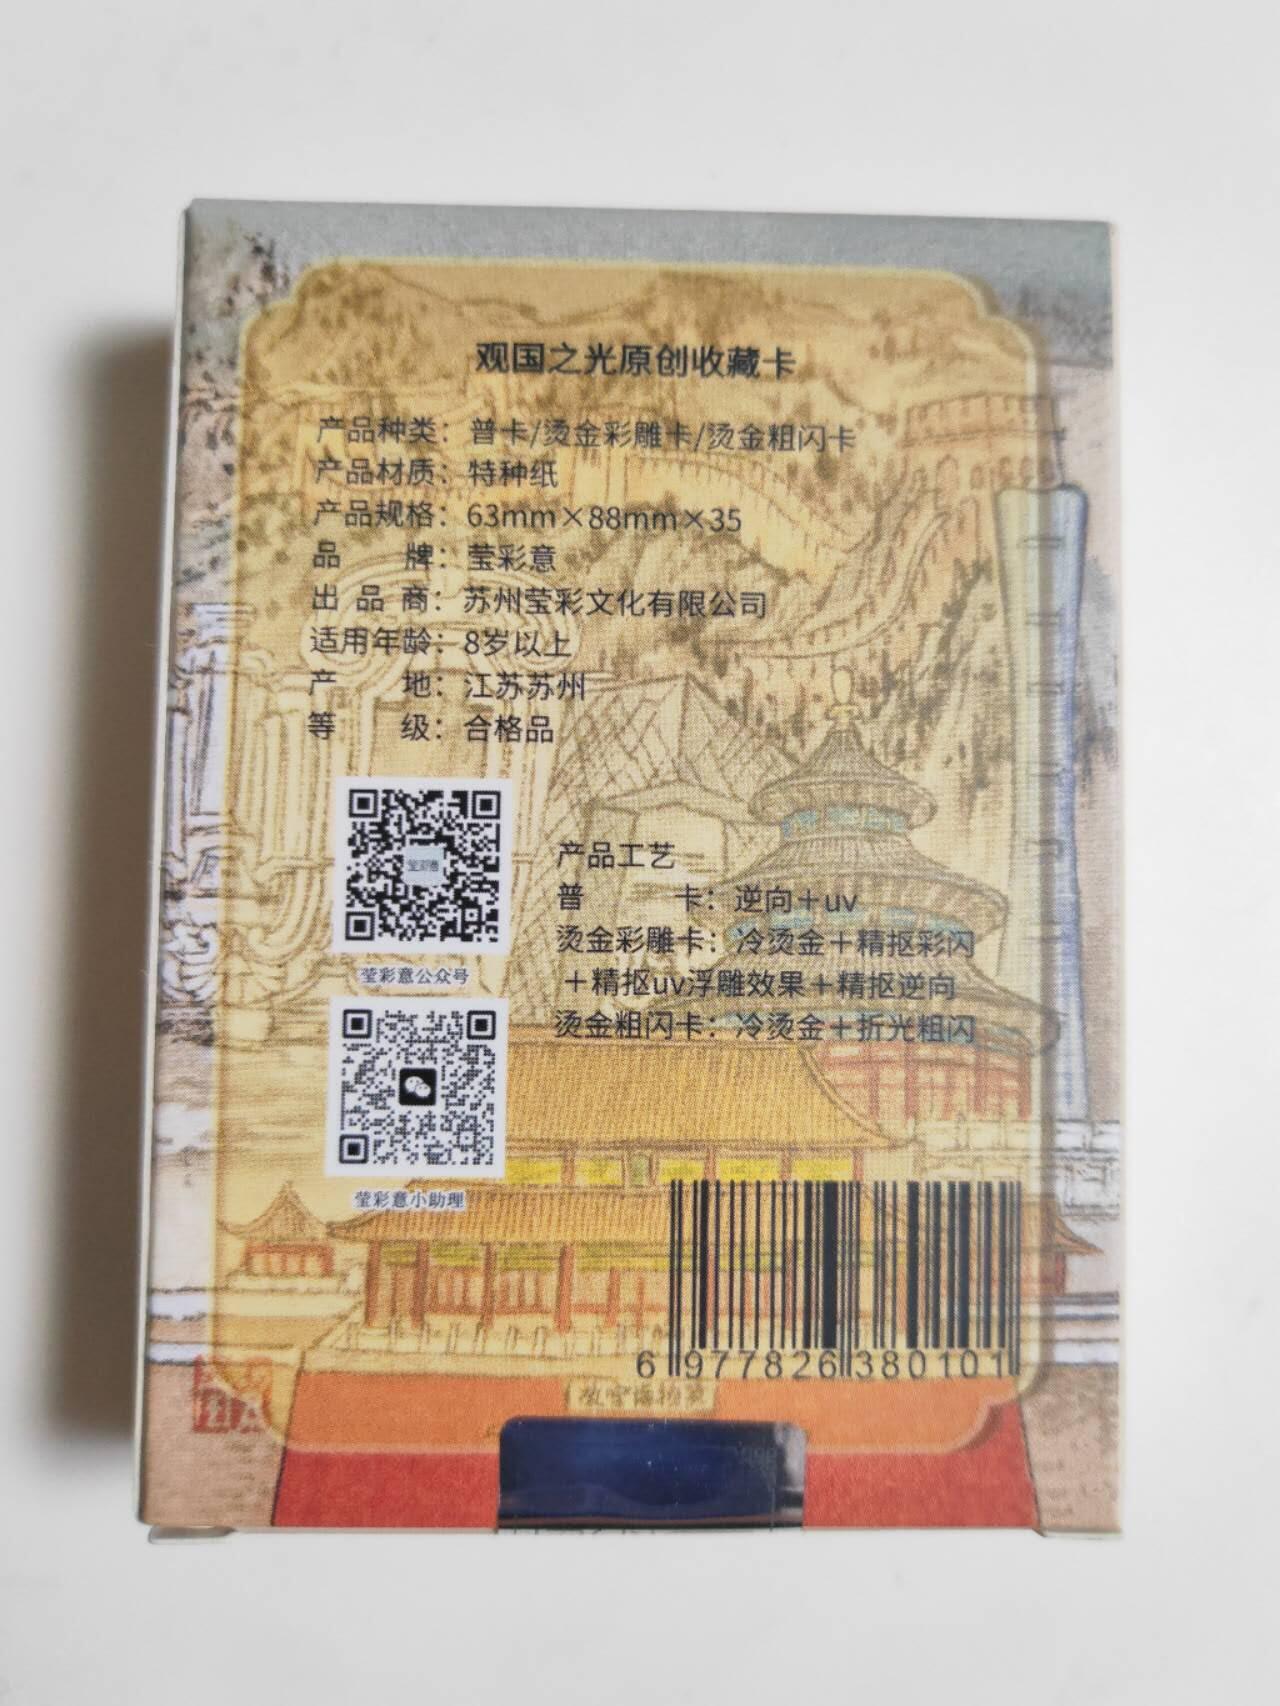 观国之光原创收藏卡
产品种类：普卡/烫金彩雕卡/烫金粗闪卡
产品材质：特种纸
产品规格：63mm×88mm×35
品牌：莹彩意
出品商：苏州莹彩文化有限公司
适用年龄：8岁以上
产地：江苏苏州
等级：合格品
莹彩意
莹彩意公众号
莹彩意小助理
产品工艺
普卡：逆向+uv
烫金彩雕卡：冷烫金+精抠彩闪
+精抠uv浮雕效果+精抠逆向
烫金粗闪卡：冷烫金+折光粗闪
6 977826 380101